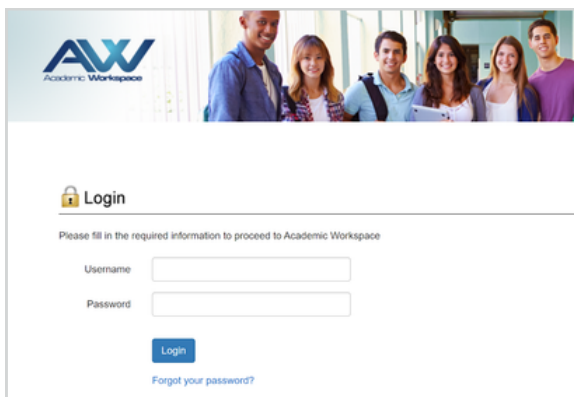 AW
Academic Workspace
Login
Please fill in the required information to proceed to Academic Workspace
Username
Password
Login
Forgot your password?